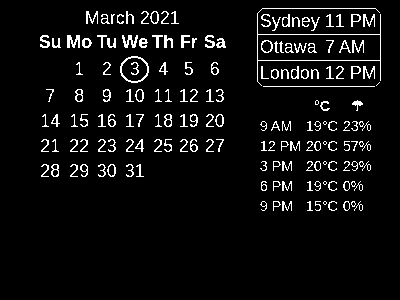 March 2021
Su Mo Tu We Th Fr Sa
1 2 3 4 5 6
7 8 9 10 11 12 13
14 15 16 17 18 19 20
21 22 23 24 25 26 27
28 29 30 31
Sydney 11 PM
Ottawa 7 AM
London 12 PM
°C ☂
9 AM 19°C 23%
12 PM 20°C 57%
3 PM 20°C 29%
6 PM 19°C 0%
9 PM 15°C 0%